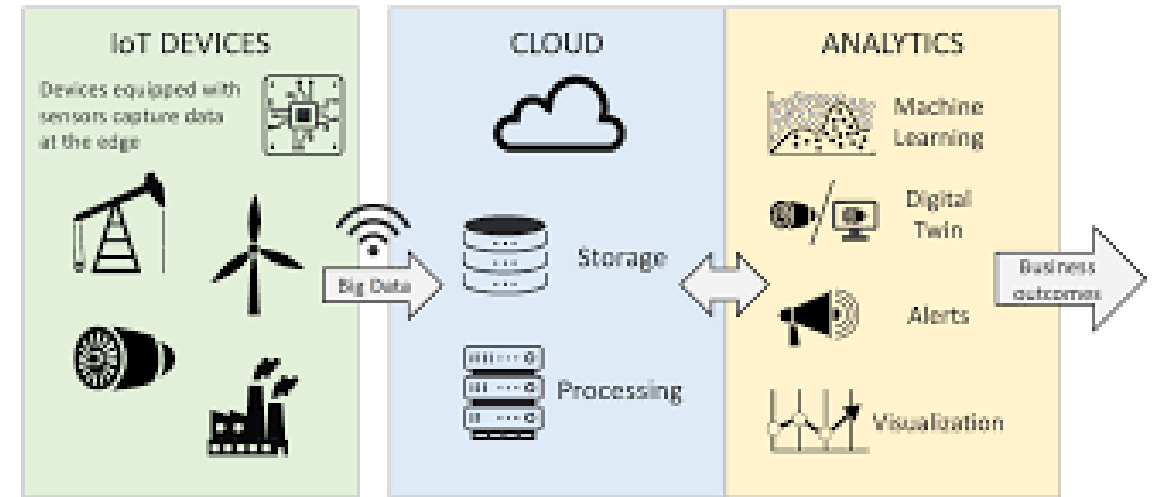 IoT DEVICES
Devices equipped with
sensors capture data
at the edge
Big Data
CLOUD
Storage
Processing
ANALYTICS
Machine
Learning
Digital
Twin
Alerts
Visualization
Business
outcomes